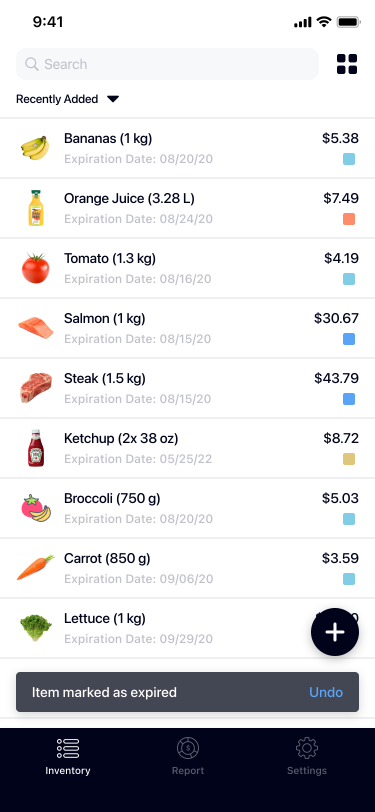 9:41
Search
Recently Added
Bananas (1 kg) $5.38
Expiration Date: 08/20/20
Orange Juice (3.28 L) $7.49
Expiration Date: 08/24/20
Tomato (1.3 kg) $4.19
Expiration Date: 08/16/20
Salmon (1 kg) $30.67
Expiration Date: 08/15/20
Steak (1.5 kg) $43.79
Expiration Date: 08/15/20
Ketchup (2x 38 oz) $8.72
Expiration Date: 05/25/22
Broccoli (750 g) $5.03
Expiration Date: 08/20/20
Carrot (850 g) $3.59
Expiration Date: 09/06/20
Lettuce (1 kg)
Expiration Date: 09/29/20
Item marked as expired Undo
Inventory Report Settings